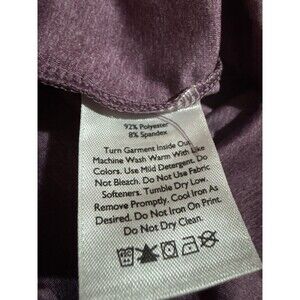 92% Polyester
8% Spandex
Turn Garment Inside Out
Machine Wash Warm With Like
Colors. Use Mild Detergent. Do
Not Bleach. Do Not Use Fabric
Softeners. Tumble Dry Low.
Remove Promptly. Cool Iron As
Desired. Do Not Iron On Print.
Do Not Dry Clean.